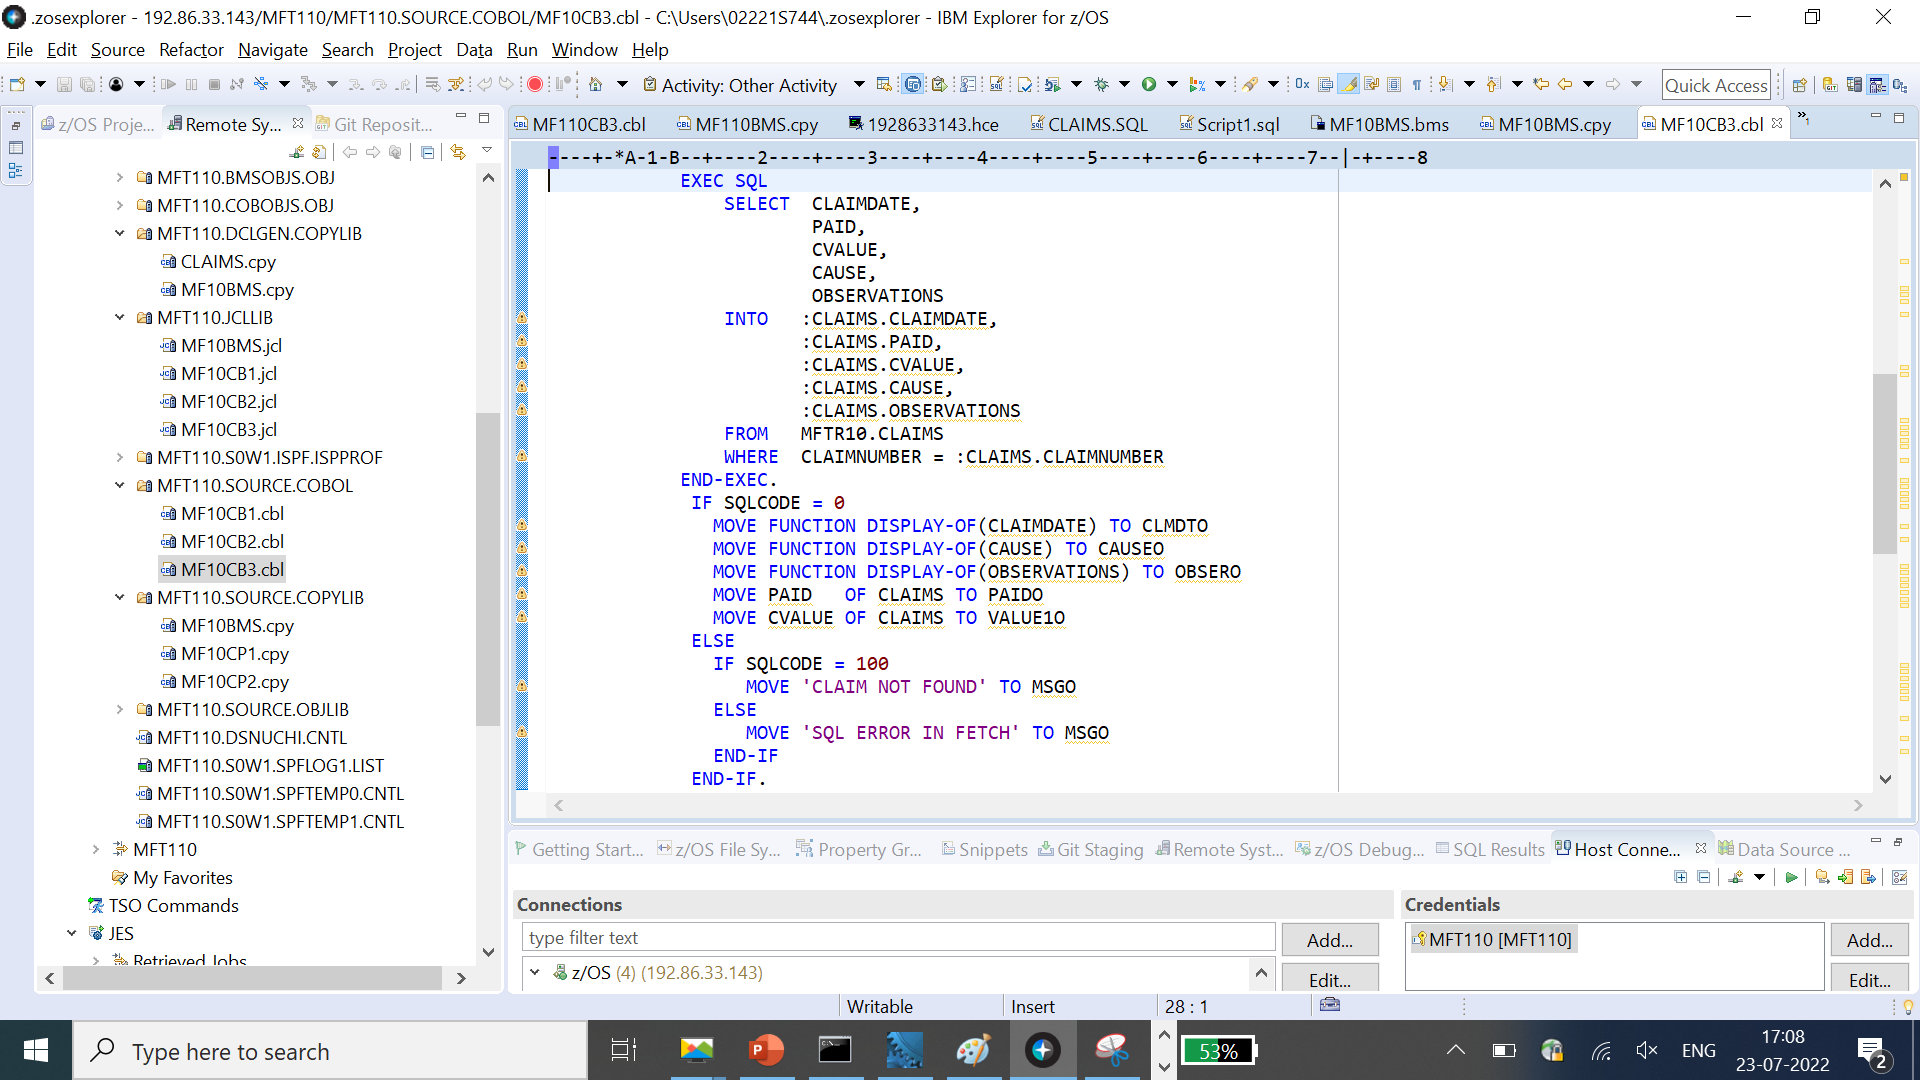 .zosexplorer - 192.86.33.143/MFT110/MFT110.SOURCE.COBOL/MF10CB3.cbl - C:\Users\02221S744\.zosexplorer - IBM Explorer for z/OS
File Edit Source Refactor Navigate Search Project Data Run Window Help
Activity: Other Activity
Quick Access
z/OS Proje... Remote Sy... Git Reposit...
MFT110.BMSOBJS.OBJ
MFT110.COBOBJS.OBJ
MFT110.DCLGEN.COPYLIB
CLAIMS.cpy
MF10BMS.cpy
MFT110.JCLLIB
MF10BMS.jcl
MF10CB1.jcl
MF10CB2.jcl
MF10CB3.jcl
MFT110.S0W1.ISPF.ISPPROF
MFT110.SOURCE.COBOL
MF10CB1.cbl
MF10CB2.cbl
MF10CB3.cbl
MFT110.SOURCE.COPYLIB
MF10BMS.cpy
MF10CP1.cpy
MF10CP2.cpy
MFT110.SOURCE.OBJLIB
MFT110.DSNUCHI.CNTL
MFT110.S0W1.SPFLOG1.LIST
MFT110.S0W1.SPFTEMP0.CNTL
MFT110.S0W1.SPFTEMP1.CNTL
MFT110
My Favorites
TSO Commands
JES
Retrieved Jobs
MF110CB3.cbl MF110BMS.cpy 1928633143.hce CLAIMS.SQL Script1.sql MF10BMS.bms MF10BMS.cpy MF10CB3.cbl
----+-*A-1-B--+----2----+----3----+----4----+----5----+----6----+----7--|-+----8
EXEC SQL
SELECT CLAIMDATE,
PAID,
CVALUE,
CAUSE,
OBSERVATIONS
INTO :CLAIMS.CLAIMDATE,
:CLAIMS.PAID,
:CLAIMS.CVALUE,
:CLAIMS.CAUSE,
:CLAIMS.OBSERVATIONS
FROM MFTR10.CLAIMS
WHERE CLAIMNUMBER = :CLAIMS.CLAIMNUMBER
END-EXEC.
IF SQLCODE = 0
MOVE FUNCTION DISPLAY-OF(CLAIMDATE) TO CLMDTO
MOVE FUNCTION DISPLAY-OF(CAUSE) TO CAUSEO
MOVE FUNCTION DISPLAY-OF(OBSERVATIONS) TO OBSERO
MOVE PAID OF CLAIMS TO PAIDO
MOVE CVALUE OF CLAIMS TO VALUE1O
ELSE
IF SQLCODE = 100
MOVE 'CLAIM NOT FOUND' TO MSGO
ELSE
MOVE 'SQL ERROR IN FETCH' TO MSGO
END-IF
END-IF.
Getting Start... z/OS File Sy... Property Gr... Snippets Git Staging Remote Syst... z/OS Debug... SQL Results Host Conne... Data Source ...
Connections
type filter text
Add...
z/OS (4) (192.86.33.143)
Edit...
Credentials
MFT110 [MFT110]
Add...
Edit...
Writable Insert 28 : 1
Type here to search
53%
ENG
17:08
23-07-2022
2